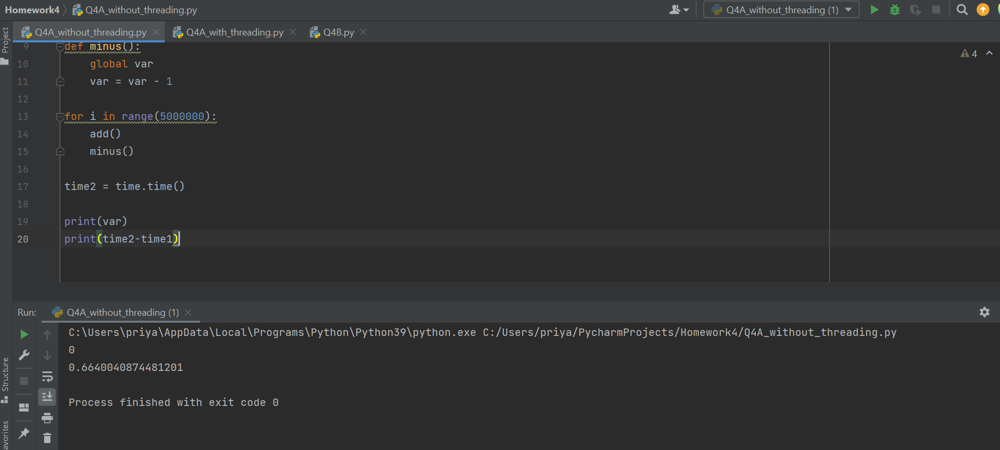 Homework4 Q4A_without_threading.py Q4A_without_threading (1)
Q4A_without_threading.py Q4A_with_threading.py Q4B.py
Project
9 def minus():
4
10     global var
11     var = var - 1
12
13 for i in range(5000000):
14     add()
15     minus()
16
17 time2 = time.time()
18
19 print(var)
20 print(time2-time1)
Run: Q4A_without_threading (1)
C:\Users\priya\AppData\Local\Programs\Python\Python39\python.exe C:/Users/priya/PycharmProjects/Homework4/Q4A_without_threading.py
0
0.6640040874481201
Process finished with exit code 0
Structure
avorites